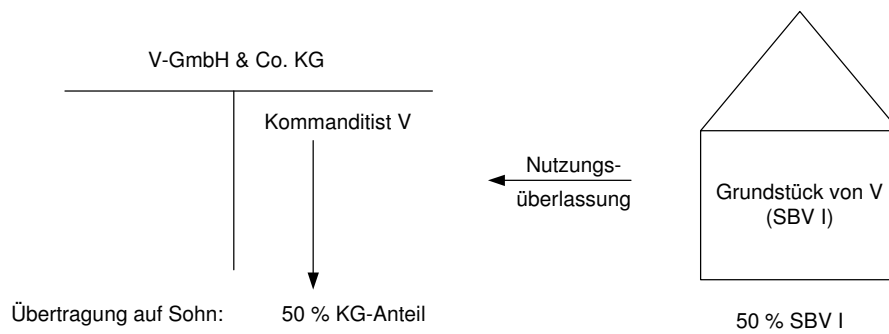 V-GmbH & Co. KG
Kommanditist V
Nutzungs-
überlassung
Grundstück von V
(SBV I)
Übertragung auf Sohn: 50 % KG-Anteil
50 % SBV I